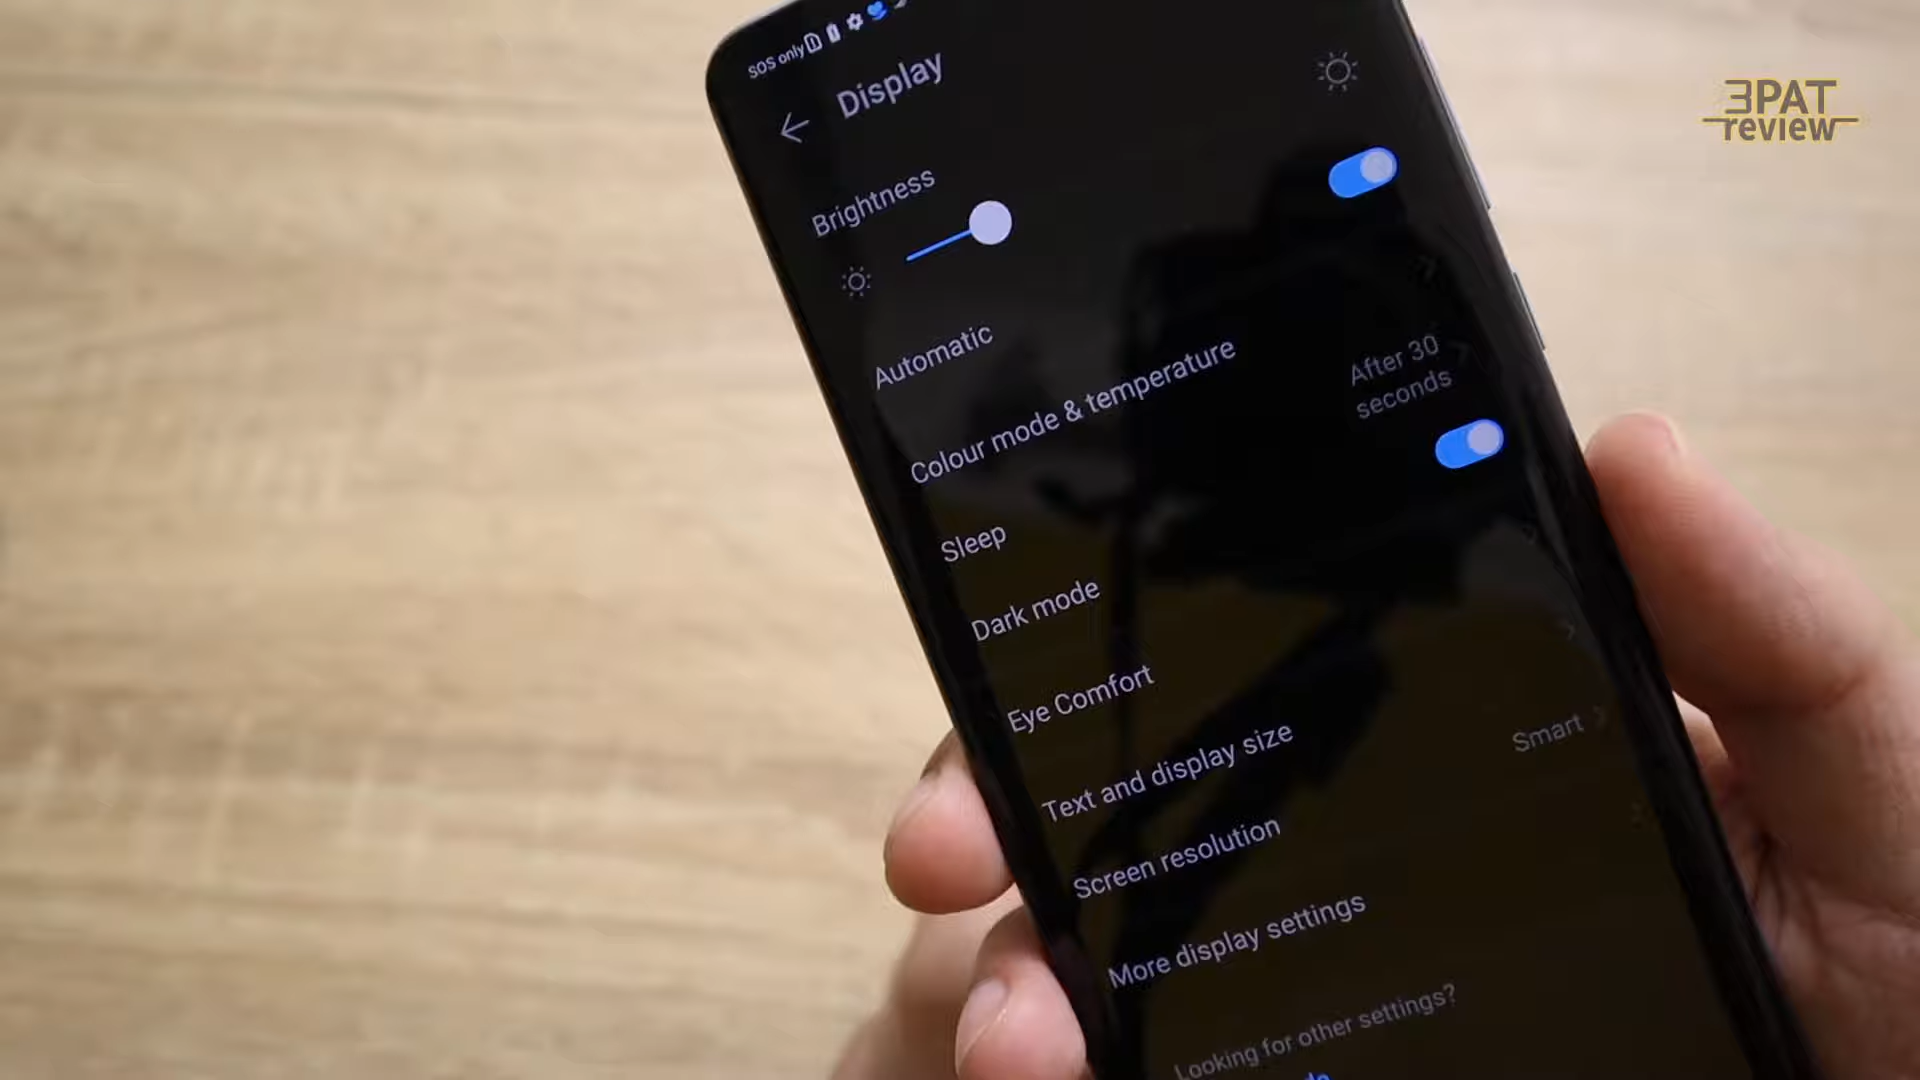 SOS only
Display
Brightness
Automatic
Colour mode & temperature
Sleep
After 30
seconds
Dark mode
Eye Comfort
Text and display size
Screen resolution
Smart
More display settings
Looking for other settings?
3PAT
review